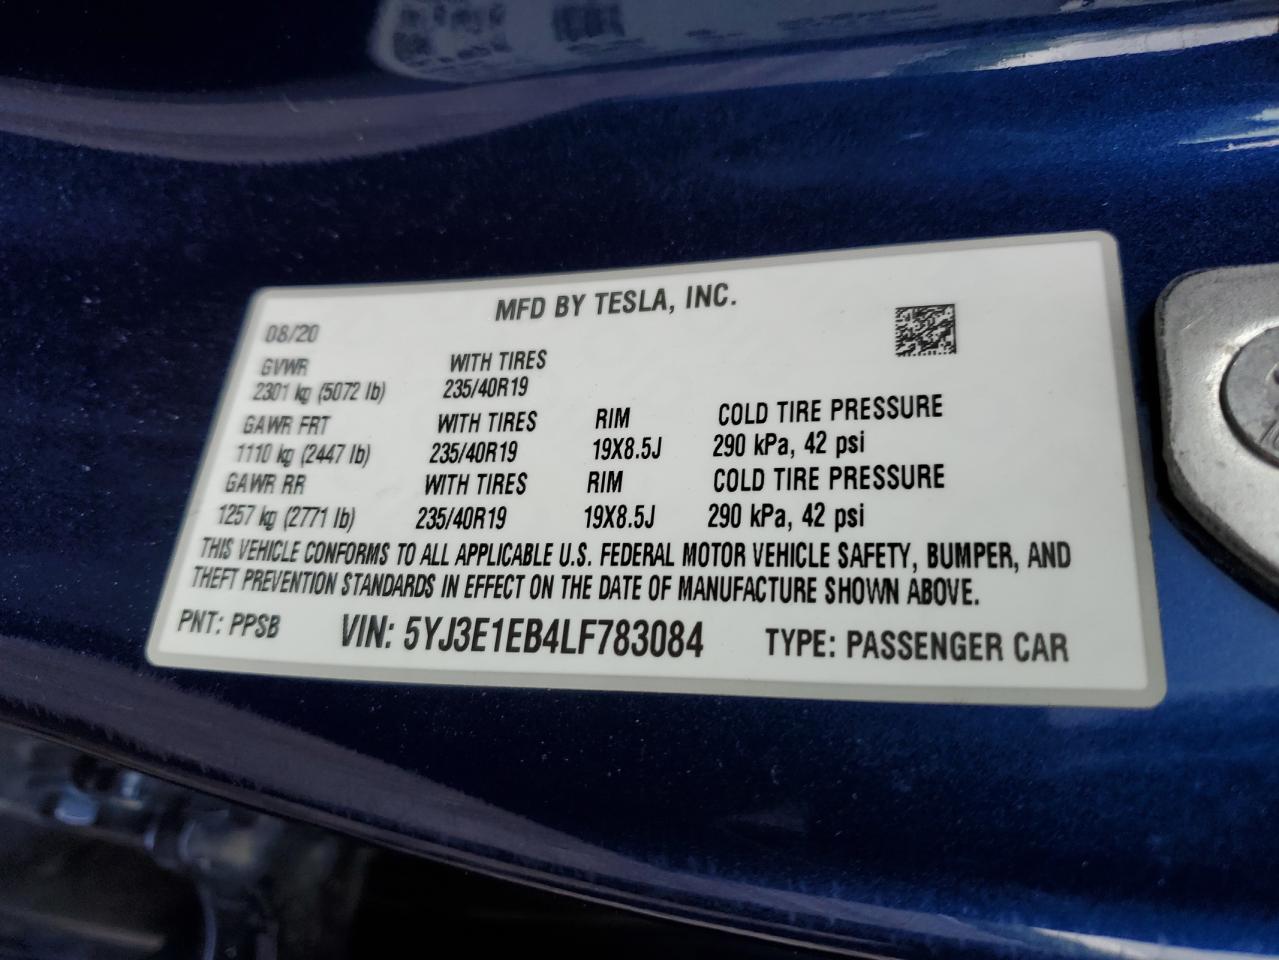 MFD BY TESLA, INC.
08/20
GVWR WITH TIRES
2301 kg (5072 lb) 235/40R19
GAWR FRT WITH TIRES RIM COLD TIRE PRESSURE
1110 kg (2447 lb) 235/40R19 19X8.5J 290 kPa, 42 psi
GAWR RR WITH TIRES RIM COLD TIRE PRESSURE
1257 kg (2771 lb) 235/40R19 19X8.5J 290 kPa, 42 psi
THIS VEHICLE CONFORMS TO ALL APPLICABLE U.S. FEDERAL MOTOR VEHICLE SAFETY, BUMPER, AND
THEFT PREVENTION STANDARDS IN EFFECT ON THE DATE OF MANUFACTURE SHOWN ABOVE.
PNT: PPSB VIN: 5YJ3E1EB4LF783084 TYPE: PASSENGER CAR